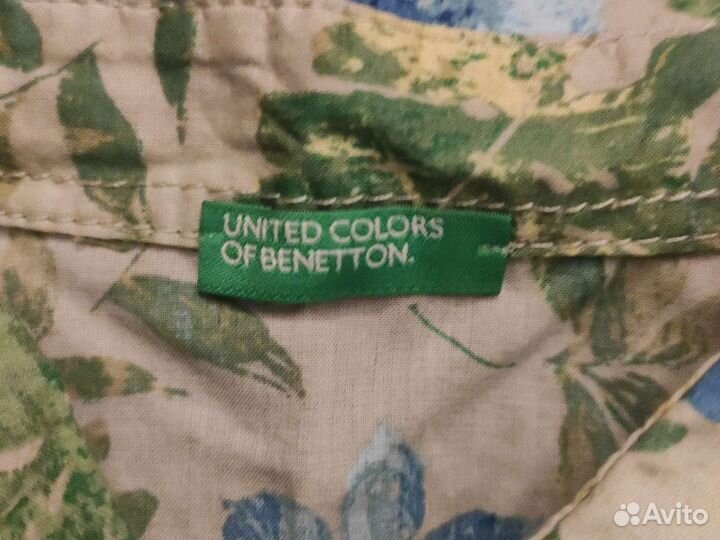 UNITED COLORS
OF BENETTON.
Avito